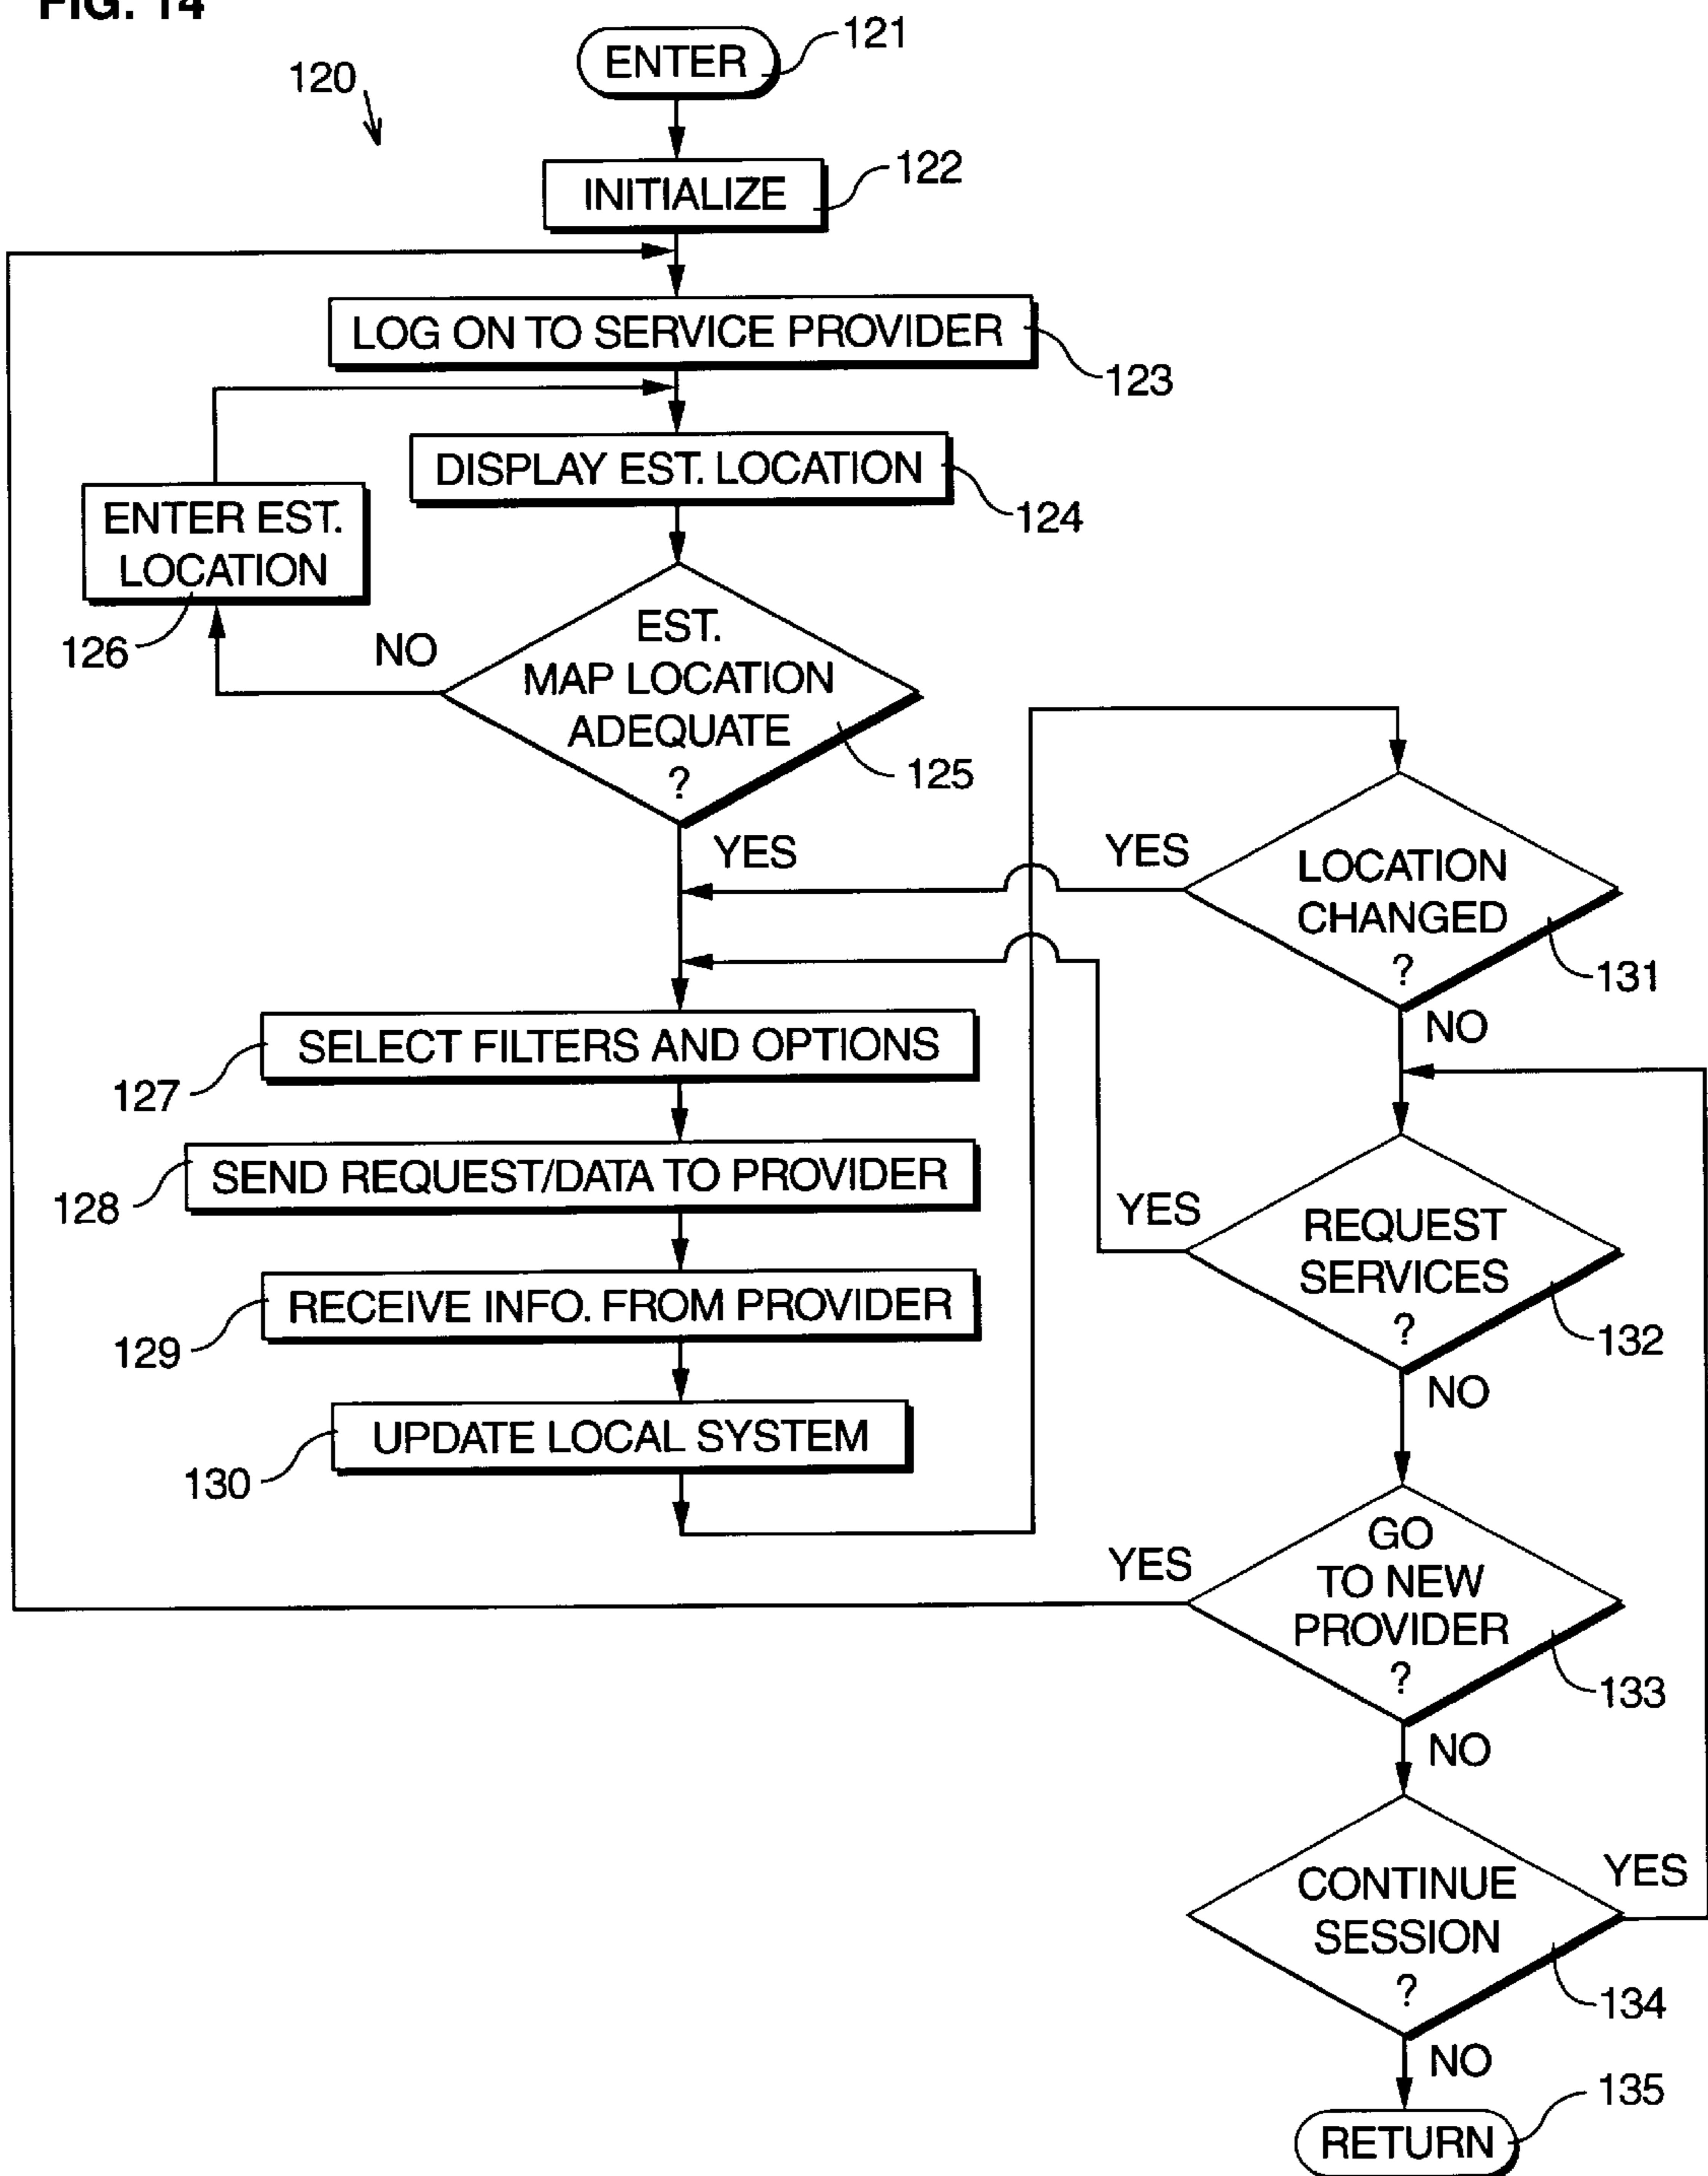 FIG. 14
120
ENTER
121
INITIALIZE
122
LOG ON TO SERVICE PROVIDER
123
DISPLAY EST. LOCATION
124
ENTER EST.
LOCATION
126
NO
EST.
MAP LOCATION
ADEQUATE
?
125
YES
SELECT FILTERS AND OPTIONS
127
SEND REQUEST/DATA TO PROVIDER
128
RECEIVE INFO. FROM PROVIDER
129
UPDATE LOCAL SYSTEM
130
YES
LOCATION
CHANGED
?
131
NO
YES
REQUEST
SERVICES
?
132
NO
YES
GO
TO NEW
PROVIDER
?
133
NO
CONTINUE
SESSION
?
YES
134
NO
RETURN
135